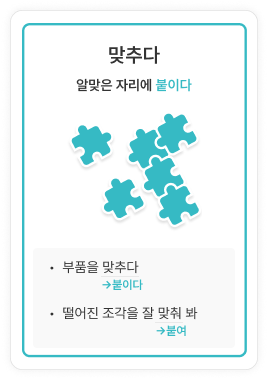 맞추다
알맞은 자리에 붙이다
• 부품을 맞추다
→붙이다
• 떨어진 조각을 잘 맞춰 봐
→붙여